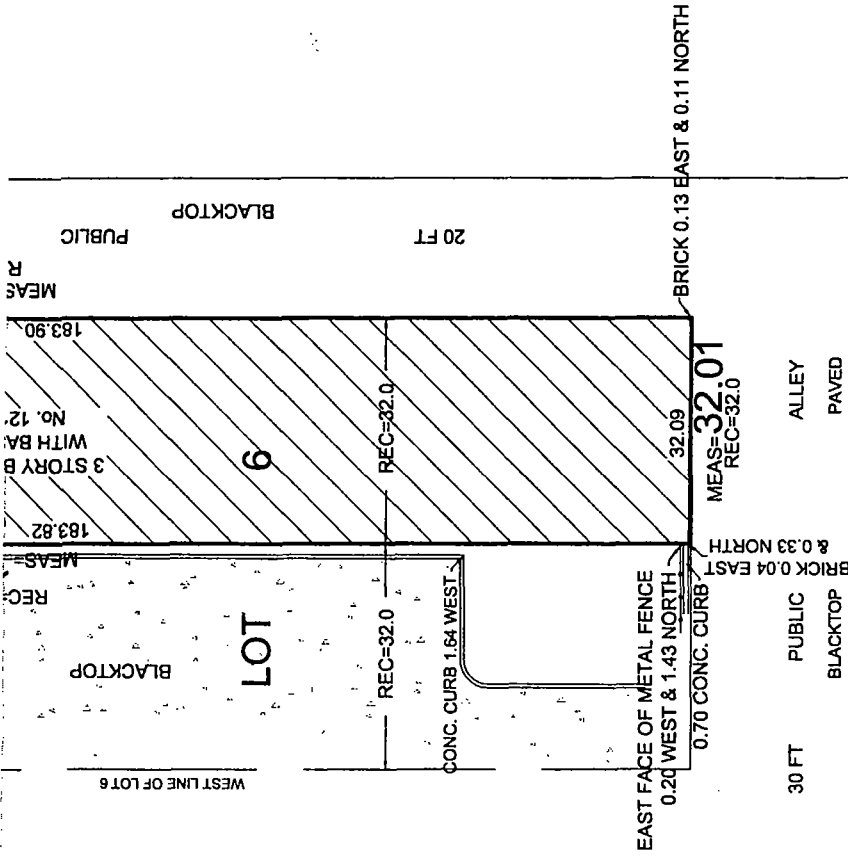 BRICK 0.13 EAST & 0.11 NORTH
BLACKTOP
PUBLIC
20 FT
MEAS
R
183.90
No. 12
WITH BA
3 STORY B
6
REC=32.0
32.09
MEAS=32.01
REC=32.0
ALLEY
PAVED
183.82
MEAS=
REC
BRICK 0.04 EAST
& 0.33 NORTH
BLACKTOP
LOT
REC=32.0
CONC. CURB 1.64 WEST
EAST FACE OF METAL FENCE
0.20 WEST & 1.43 NORTH
0.70 CONC. CURB
PUBLIC
BLACKTOP
WEST LINE OF LOT 6
30 FT